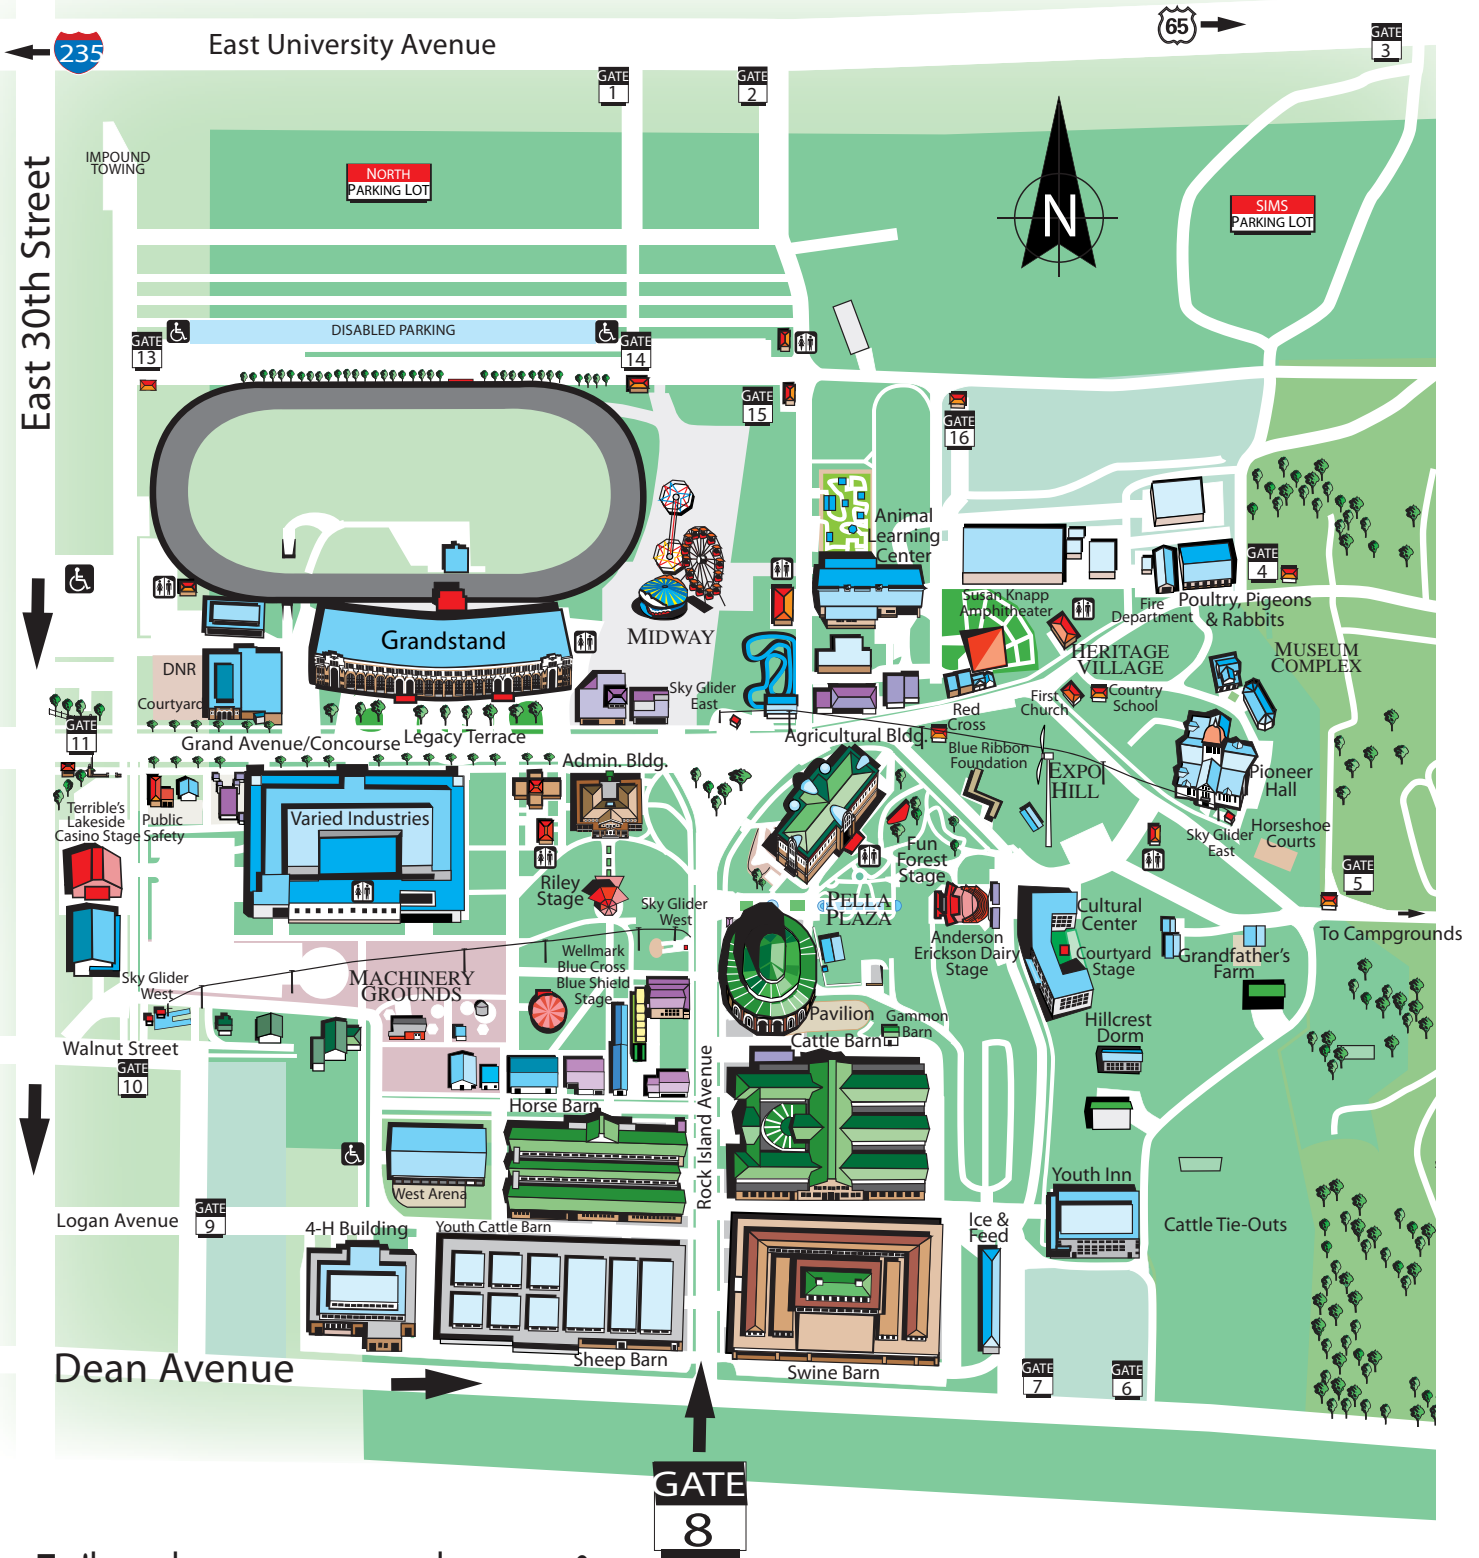 65
GATE
3
235
East University Avenue
GATE
1
GATE
2
IMPOUND
TOWING
NORTH
PARKING LOT
East 30th Street
N
SIMS
PARKING LOT
DISABLED PARKING
GATE
13
GATE
14
GATE
15
GATE
16
Animal
Learning
Center
GATE
4
Susan Knapp
Amphitheater
Fire
Department
Poultry, Pigeons
& Rabbits
Grandstand
MIDWAY
HERITAGE
VILLAGE
MUSEUM
COMPLEX
DNR
Courtyard
Sky Glider
East
First
Church
Country
School
Red
Cross
GATE
11
Grand Avenue/Concourse
Legacy Terrace
Agricultural Bldg.
Blue Ribbon
Foundation
Admin. Bldg.
EXPO
HILL
Pioneer
Hall
Terrible's
Lakeside
Casino Stage
Public
Safety
Varied Industries
Sky Glider
East
Horseshoe
Courts
Fun
Forest
Stage
GATE
5
Riley
Stage
Sky Glider
West
PELLA
PLAZA
Cultural
Center
To Campgrounds
Anderson
Erickson Dairy
Stage
Courtyard
Stage
Grandfather's
Farm
Wellmark
Blue Cross
Blue Shield
Stage
MACHINERY
GROUNDS
Sky Glider
West
Pavilion
Gammon
Barn
Hillcrest
Dorm
Cattle Barn
Walnut Street
GATE
10
Horse Barn
Rock Island Avenue
West Arena
Youth Inn
Logan Avenue
GATE
9
4-H Building
Youth Cattle Barn
Ice &
Feed
Cattle Tie-Outs
Dean Avenue
Sheep Barn
Swine Barn
GATE
7
GATE
6
GATE
8